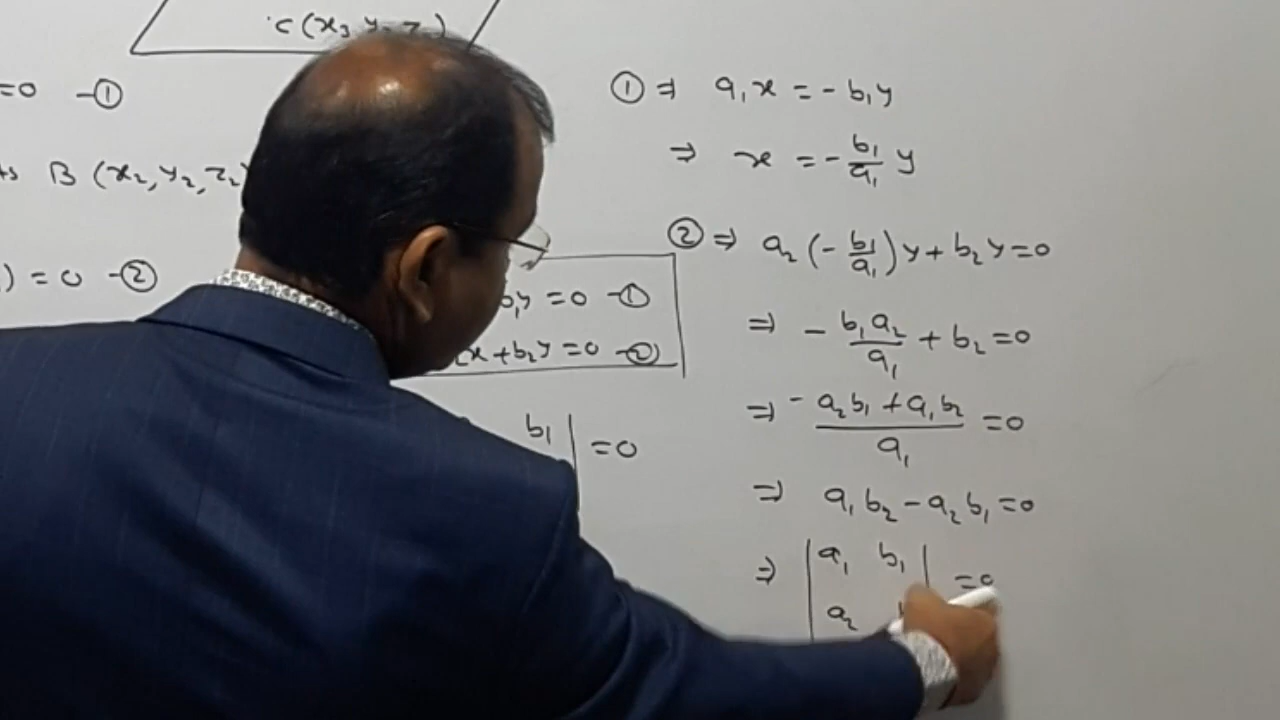 C(x₃ y₃ z₃)
=0 -①
B (x₂, y₂, z₂)
) = 0 -②
b₁y = 0 -①
x + b₂y = 0 -②
b₁ | = 0
① ⇒ a₁x = - b₁y
⇒ x = - b₁/a₁ y
② ⇒ a₂ (- b₁/a₁) y + b₂ y = 0
⇒ - b₁a₂/a₁ + b₂ = 0
⇒ (- a₂b₁ + a₁b₂)/a₁ = 0
⇒ a₁b₂ - a₂b₁ = 0
⇒ | a₁ b₁ | = 0
a₂